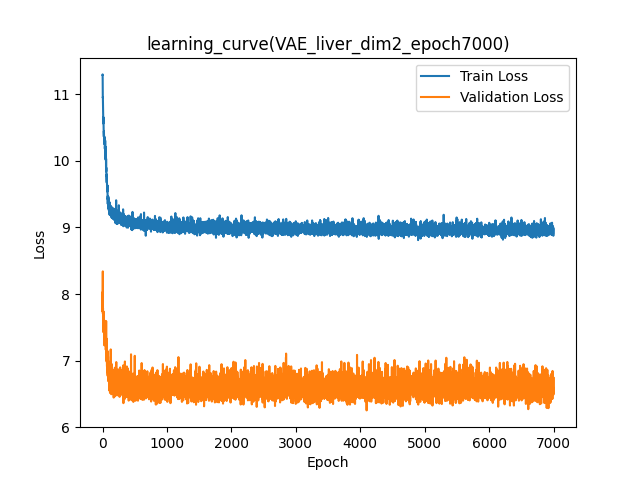 learning_curve(VAE_liver_dim2_epoch7000)
Train Loss
Validation Loss
11
10
9
8
7
6
Loss
0 1000 2000 3000 4000 5000 6000 7000
Epoch